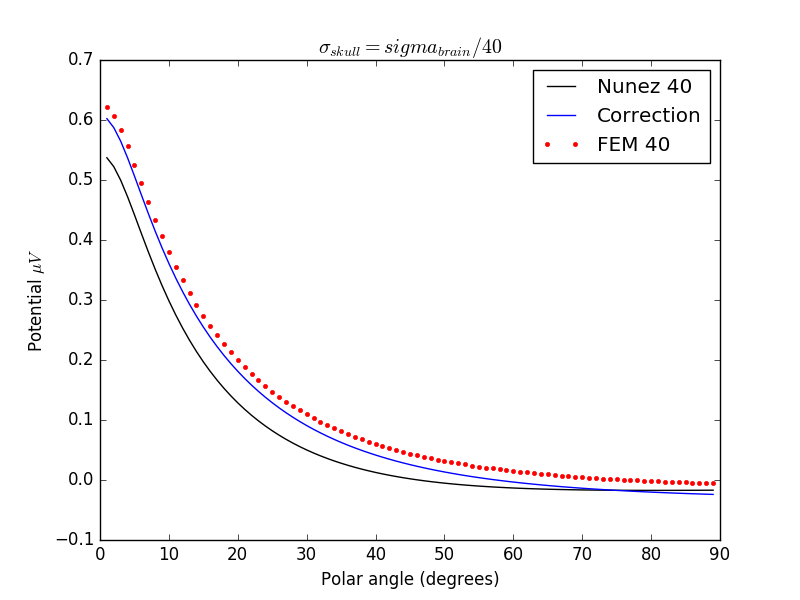 σ_skull = sigma_brain/40
Nunez 40
Correction
FEM 40
Potential μV
0.7
0.6
0.5
0.4
0.3
0.2
0.1
0.0
−0.1
0 10 20 30 40 50 60 70 80 90
Polar angle (degrees)